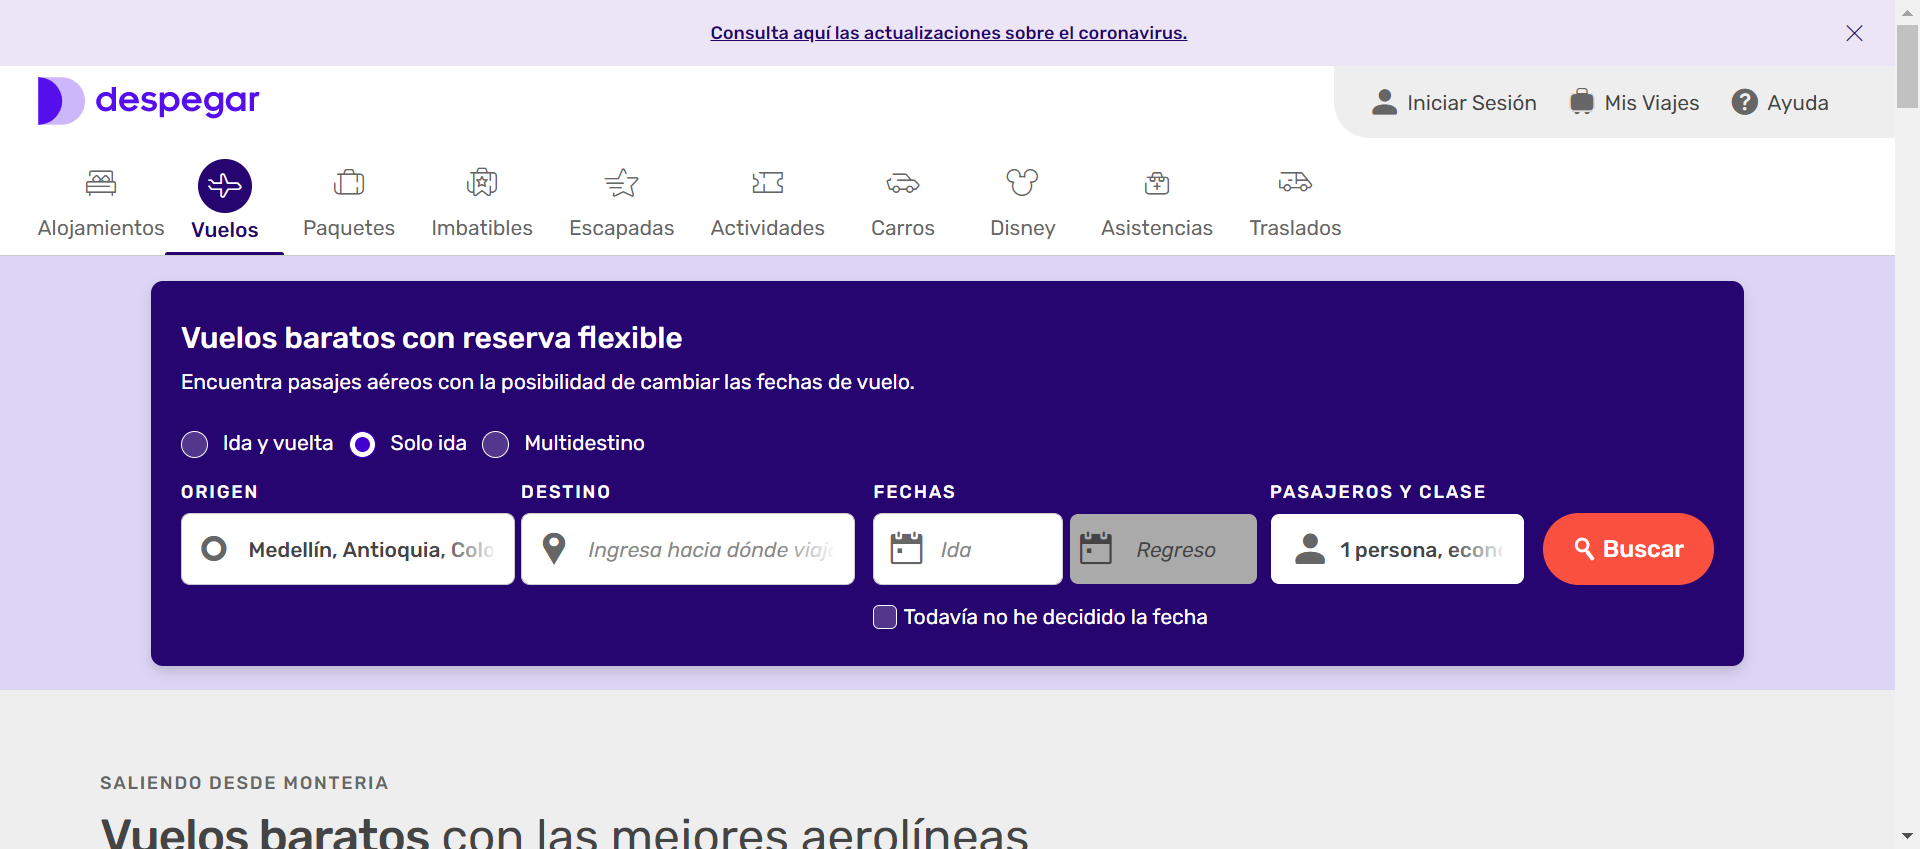 Consulta aquí las actualizaciones sobre el coronavirus.
despegar
Iniciar Sesión
Mis Viajes
Ayuda
Alojamientos
Vuelos
Paquetes
Imbatibles
Escapadas
Actividades
Carros
Disney
Asistencias
Traslados
Vuelos baratos con reserva flexible
Encuentra pasajes aéreos con la posibilidad de cambiar las fechas de vuelo.
Ida y vuelta
Solo ida
Multidestino
ORIGEN
DESTINO
FECHAS
PASAJEROS Y CLASE
Medellín, Antioquia, Colo
Ingresa hacia dónde viaja
Ida
Regreso
1 persona, econ
Buscar
Todavía no he decidido la fecha
SALIENDO DESDE MONTERIA
Vuelos baratos con las mejores aerolíneas